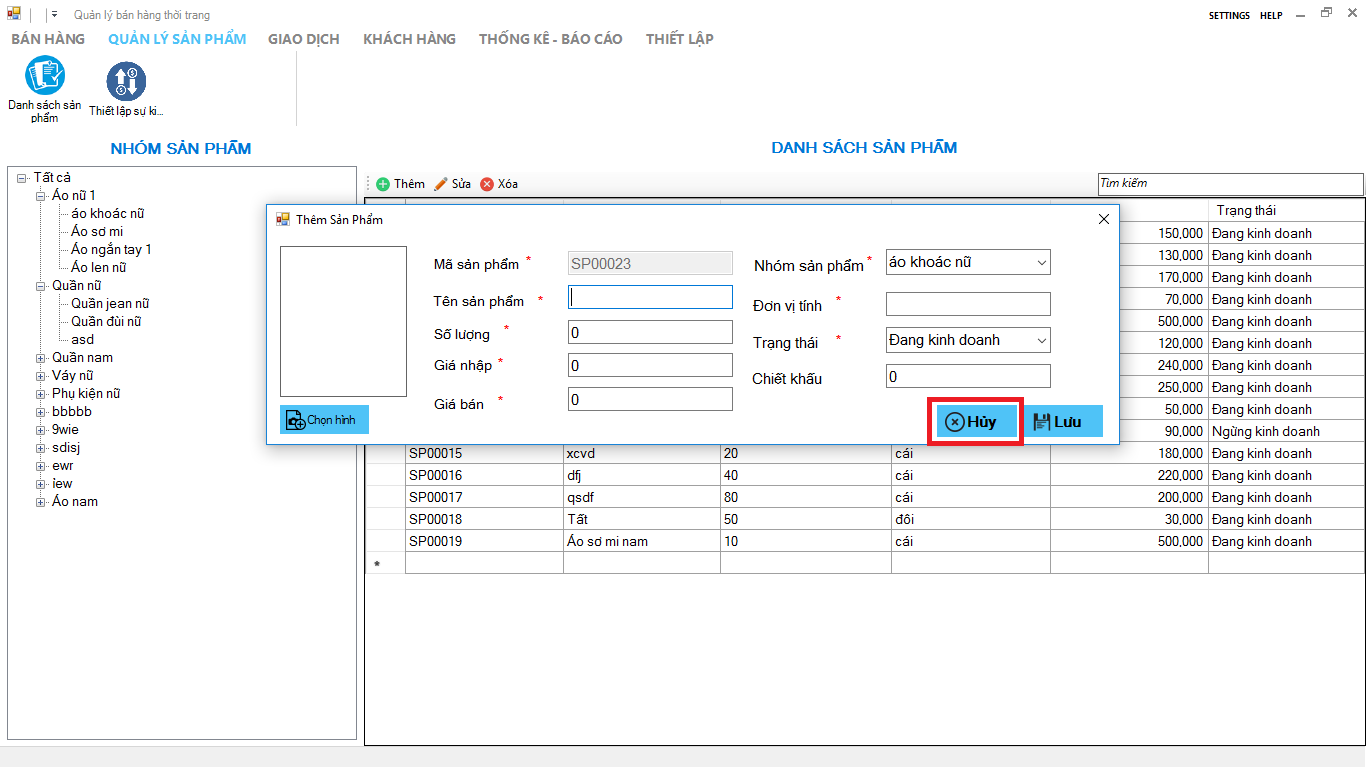 Quản lý bán hàng thời trang
SETTINGS HELP
BÁN HÀNG QUẢN LÝ SẢN PHẨM GIAO DỊCH KHÁCH HÀNG THỐNG KÊ - BÁO CÁO THIẾT LẬP
Danh sách sản
phẩm
Thiết lập sự ki...
NHÓM SẢN PHẨM
DANH SÁCH SẢN PHẨM
Tất cả
Áo nữ 1
áo khoác nữ
Áo sơ mi
Áo ngắn tay 1
Áo len nữ
Quần nữ
Quần jean nữ
Quần đùi nữ
asd
Quần nam
Váy nữ
Phụ kiện nữ
bbbbb
9wie
sdisj
ewr
iew
Áo nam
Thêm Sửa Xóa
Tìm kiếm
Trạng thái
150,000 Đang kinh doanh
130,000 Đang kinh doanh
170,000 Đang kinh doanh
70,000 Đang kinh doanh
500,000 Đang kinh doanh
120,000 Đang kinh doanh
240,000 Đang kinh doanh
250,000 Đang kinh doanh
50,000 Đang kinh doanh
90,000 Ngừng kinh doanh
Thêm Sản Phẩm
Mã sản phẩm * SP00023
Tên sản phẩm *
Số lượng * 0
Giá nhập * 0
Giá bán * 0
Nhóm sản phẩm * áo khoác nữ
Đơn vị tính *
Trạng thái * Đang kinh doanh
Chiết khấu 0
Chọn hình
Hủy
Lưu
SP00015 xcvd 20 cái 180,000 Đang kinh doanh
SP00016 dfj 40 cái 220,000 Đang kinh doanh
SP00017 qsdf 80 cái 200,000 Đang kinh doanh
SP00018 Tất 50 đôi 30,000 Đang kinh doanh
SP00019 Áo sơ mi nam 10 cái 500,000 Đang kinh doanh
*